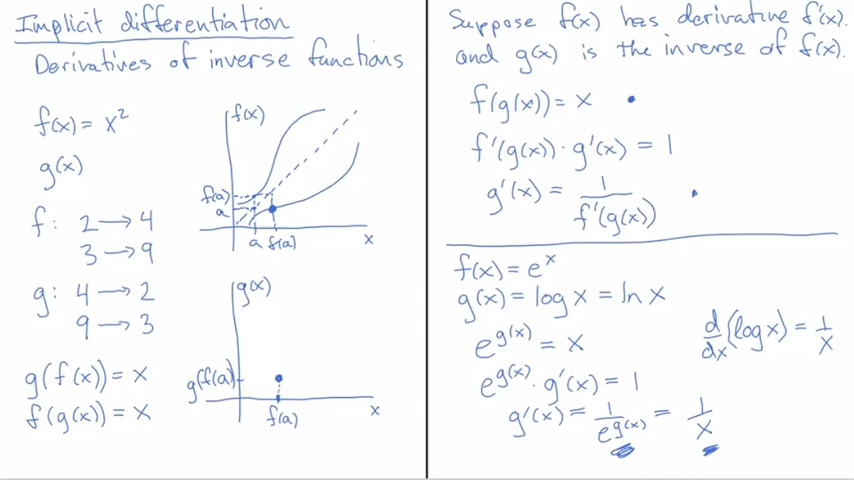 Implicit differentiation
Derivatives of inverse functions
f(x) = x²
g(x)
f: 2 → 4
3 → 9
g: 4 → 2
9 → 3
g(f(x)) = x
f(g(x)) = x
f(x)
f(a)
a
a f(a) x
g(x)
g(f(a))
f(a) x
Suppose f(x) has derivative f'(x).
and g(x) is the inverse of f(x).
f(g(x)) = x
f'(g(x)) · g'(x) = 1
g'(x) = 1/f'(g(x))
f(x) = eˣ
g(x) = log x = ln x
e^g(x) = x
d/dx (log x) = 1/x
e^g(x) · g'(x) = 1
g'(x) = 1/e^g(x) = 1/x